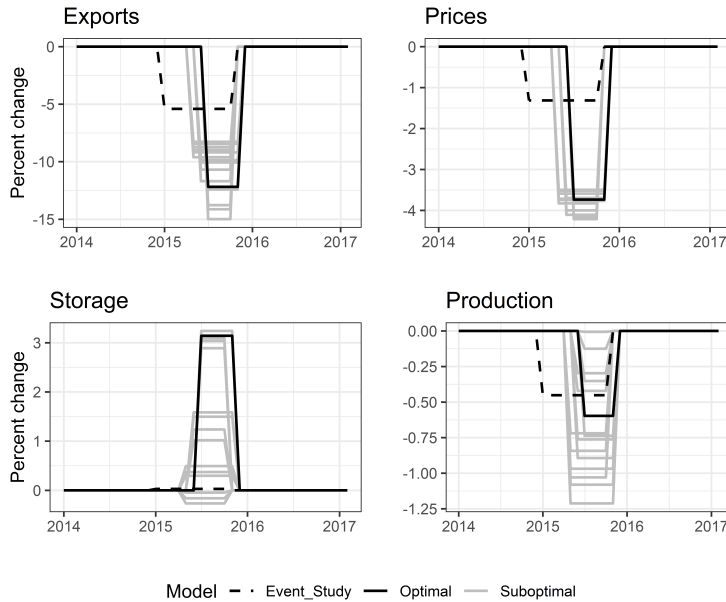 Exports
Percent change
0
-5
-10
-15
2014 2015 2016 2017
Prices
0
-1
-2
-3
-4
2014 2015 2016 2017
Storage
Percent change
3
2
1
0
2014 2015 2016 2017
Production
0.00
-0.25
-0.50
-0.75
-1.00
-1.25
2014 2015 2016 2017
Model Event_Study Optimal Suboptimal